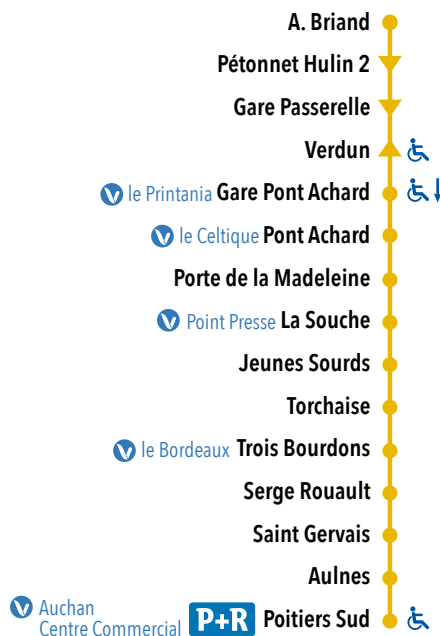 A. Briand
Pétonnet Hulin 2
Gare Passerelle
Verdun
le Printania Gare Pont Achard
le Celtique Pont Achard
Porte de la Madeleine
Point Presse La Souche
Jeunes Sourds
Torchaise
le Bordeaux Trois Bourdons
Serge Rouault
Saint Gervais
Aulnes
Auchan
Centre Commercial P+R Poitiers Sud